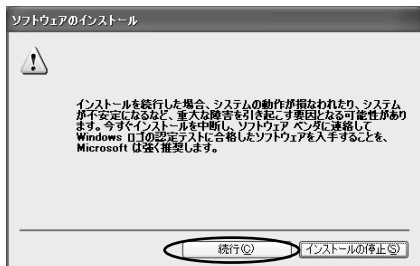 ソフトウェアのインストール
インストールを続行した場合、システムの動作が損なわれたり、システム
が不安定になるなど、重大な障害を引き起こす要因となる可能性があり
ます。今すぐインストールを中断し、ソフトウェア ベンダに連絡して
Windows ロゴの認定テストに合格したソフトウェアを入手することを、
Microsoft は強く推奨します。
続行(C) インストールの停止(S)